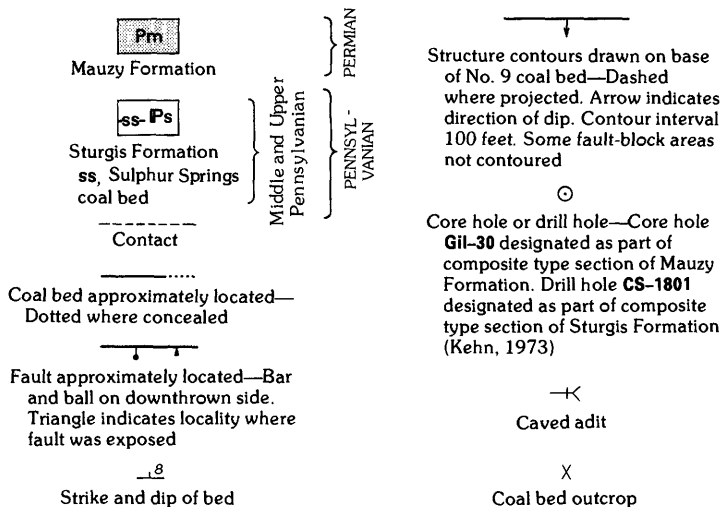 Pm
Mauzy Formation
PERMIAN
-ss- ℙs
Sturgis Formation
ss, Sulphur Springs
coal bed
Middle and Upper
Pennsylvanian
PENNSYL-
VANIAN
Contact
Coal bed approximately located—
Dotted where concealed
Fault approximately located—Bar
and ball on downthrown side.
Triangle indicates locality where
fault was exposed
8
Strike and dip of bed
Structure contours drawn on base
of No. 9 coal bed—Dashed
where projected. Arrow indicates
direction of dip. Contour interval
100 feet. Some fault-block areas
not contoured
Core hole or drill hole—Core hole
Gil-30 designated as part of
composite type section of Mauzy
Formation. Drill hole CS-1801
designated as part of composite
type section of Sturgis Formation
(Kehn, 1973)
Caved adit
Coal bed outcrop